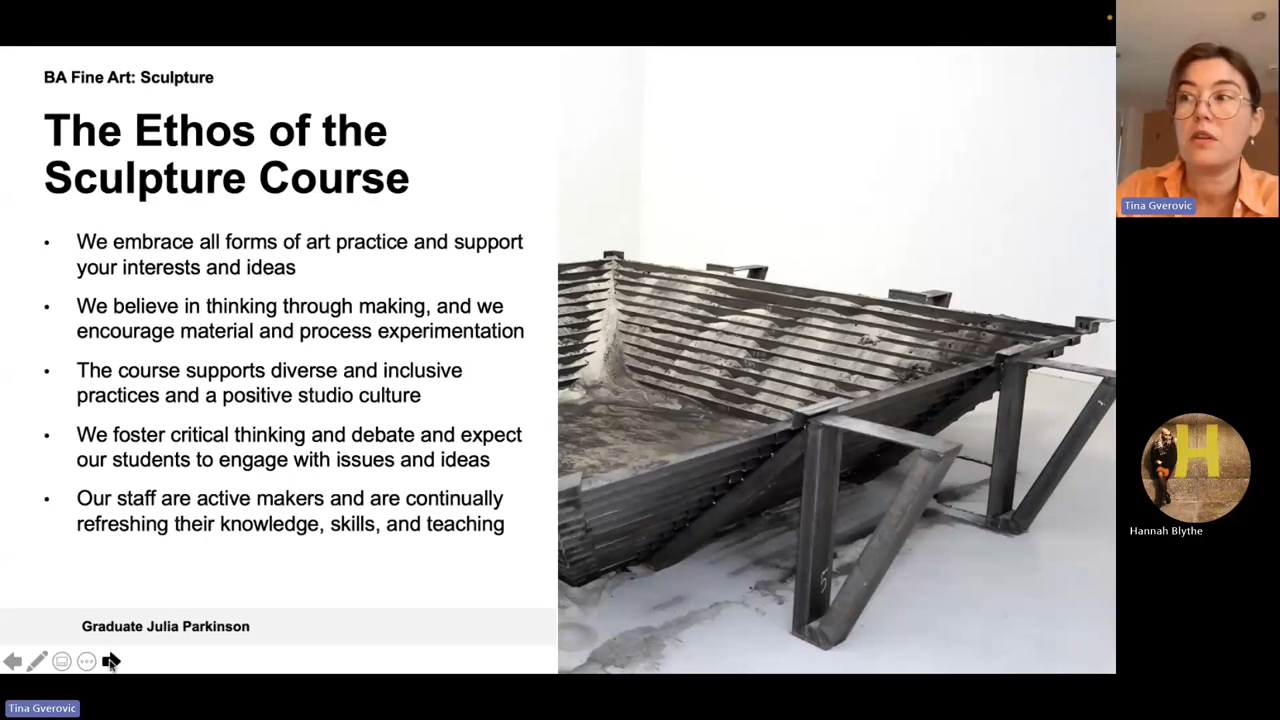 BA Fine Art: Sculpture
The Ethos of the
Sculpture Course
• We embrace all forms of art practice and support
your interests and ideas
• We believe in thinking through making, and we
encourage material and process experimentation
• The course supports diverse and inclusive
practices and a positive studio culture
• We foster critical thinking and debate and expect
our students to engage with issues and ideas
• Our staff are active makers and are continually
refreshing their knowledge, skills, and teaching
Graduate Julia Parkinson
Tina Gverovic
H
Hannah Blythe
Tina Gverovic